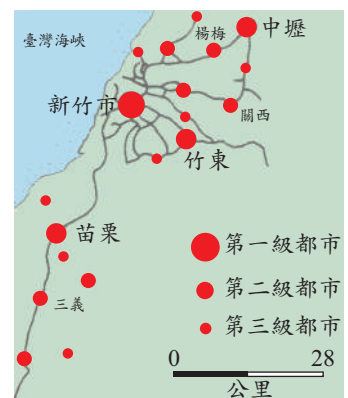 中壢
楊梅
臺灣海峽
新竹市
關西
竹東
苗栗
第一級都市
第二級都市
三義
第三級都市
0
28
公里